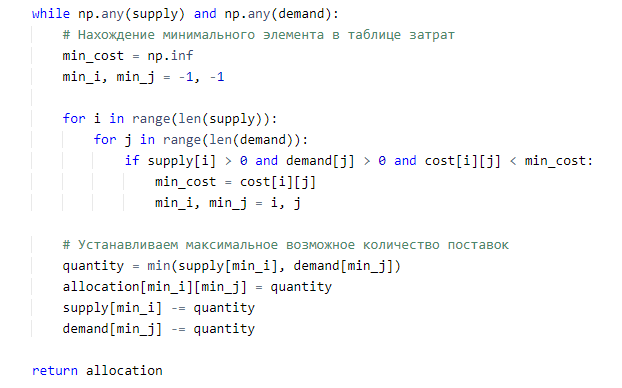 while np.any(supply) and np.any(demand):
# Нахождение минимального элемента в таблице затрат
min_cost = np.inf
min_i, min_j = -1, -1
for i in range(len(supply)):
for j in range(len(demand)):
if supply[i] > 0 and demand[j] > 0 and cost[i][j] < min_cost:
min_cost = cost[i][j]
min_i, min_j = i, j
# Устанавливаем максимальное возможное количество поставок
quantity = min(supply[min_i], demand[min_j])
allocation[min_i][min_j] = quantity
supply[min_i] -= quantity
demand[min_j] -= quantity
return allocation